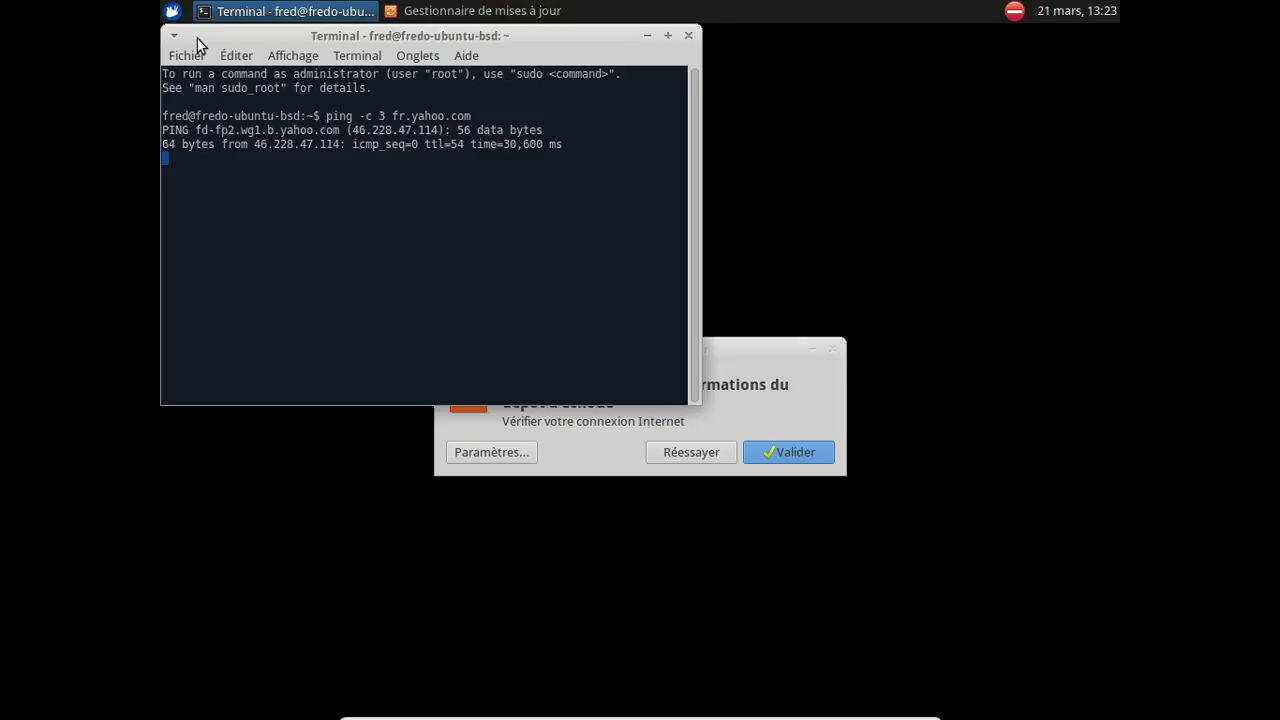 Terminal - fred@fredo-ubu...
Gestionnaire de mises à jour
21 mars, 13:23
Terminal - fred@fredo-ubuntu-bsd: ~
Fichier Éditer Affichage Terminal Onglets Aide
To run a command as administrator (user "root"), use "sudo <command>".
See "man sudo_root" for details.
fred@fredo-ubuntu-bsd:~$ ping -c 3 fr.yahoo.com
PING fd-fp2.wg1.b.yahoo.com (46.228.47.114): 56 data bytes
64 bytes from 46.228.47.114: icmp_seq=0 ttl=54 time=30,600 ms
rmations du
Vérifier votre connexion Internet
Paramètres... Réessayer Valider